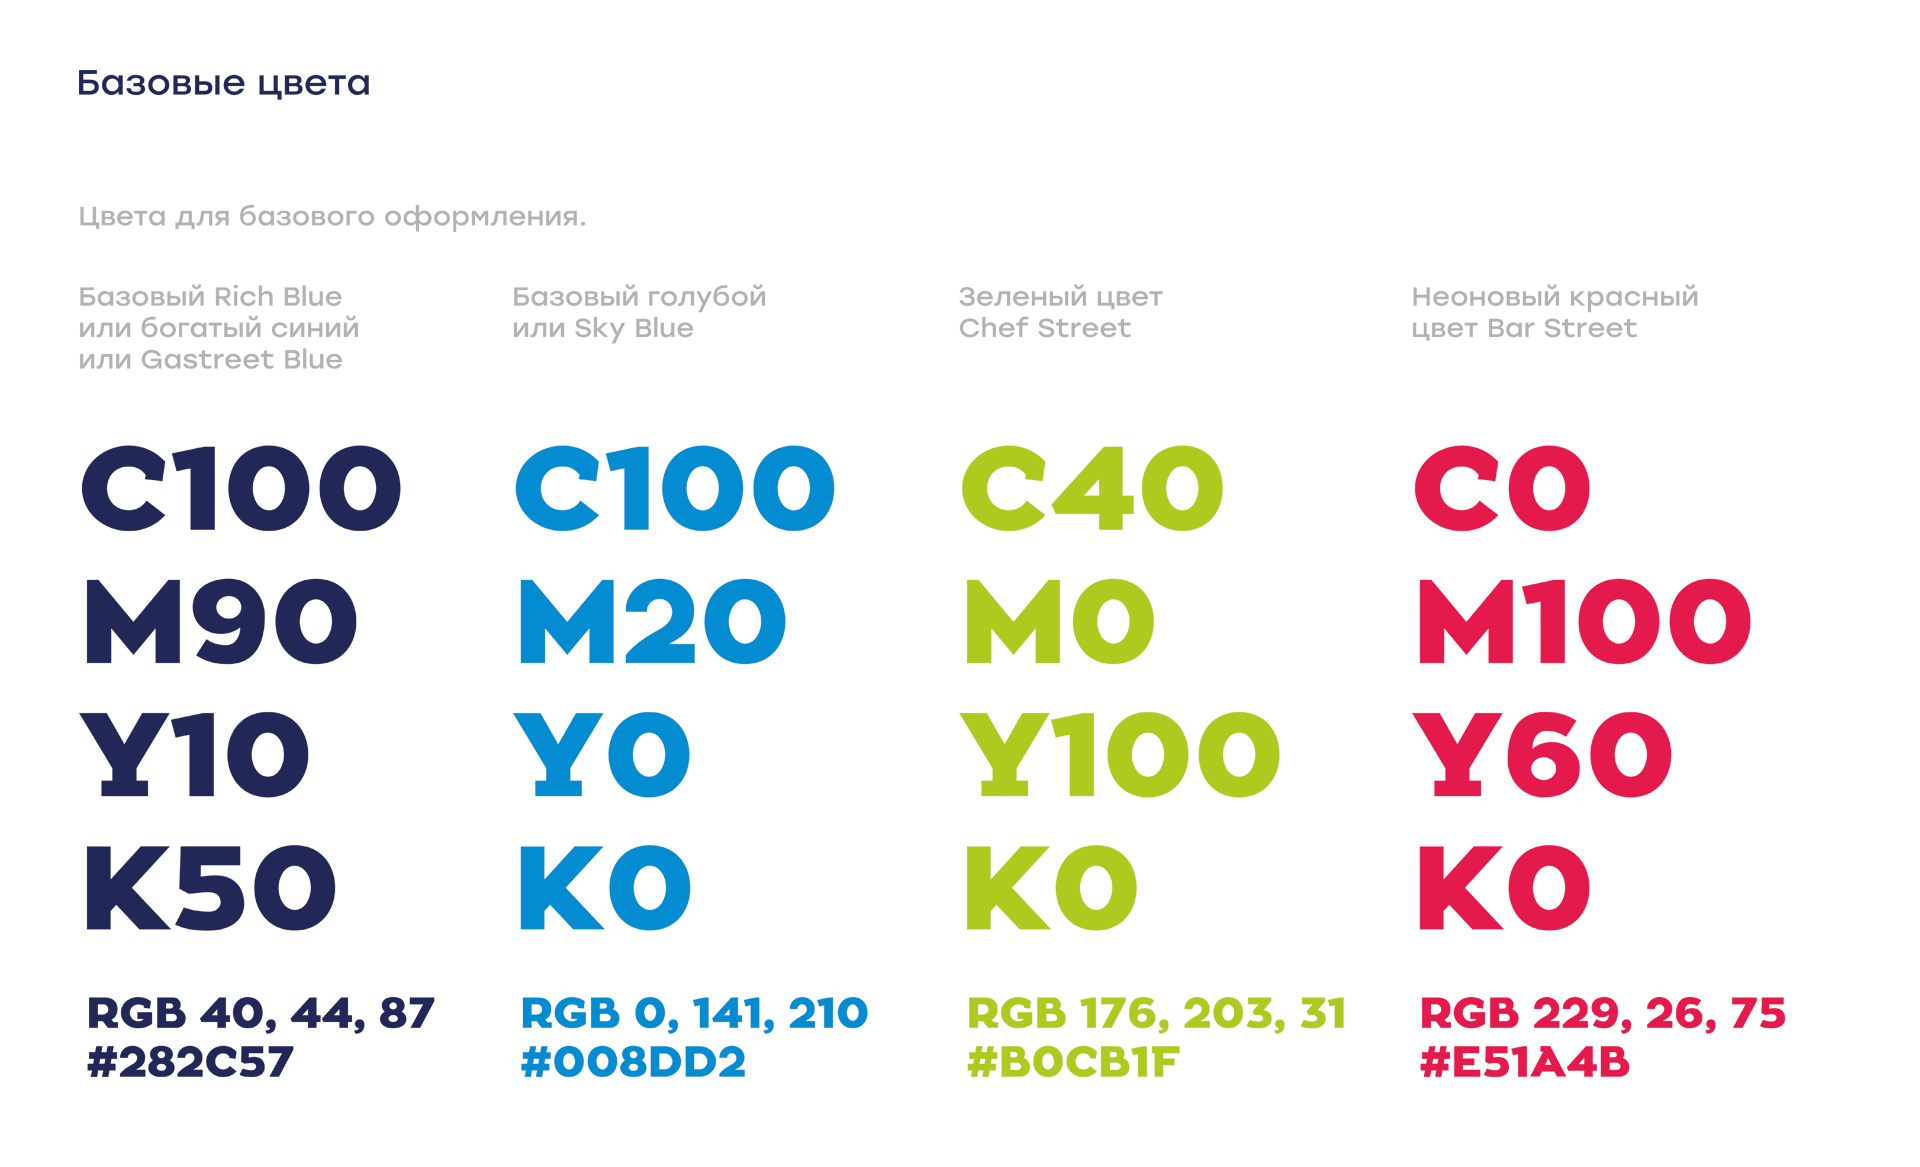 Базовые цвета
Цвета для базового оформления.
Базовый Rich Blue
или богатый синий
или Gastreet Blue
C100
M90
Y10
K50
RGB 40, 44, 87
#282C57
Базовый голубой
или Sky Blue
C100
M20
Y0
K0
RGB 0, 141, 210
#008DD2
Зеленый цвет
Chef Street
C40
M0
Y100
K0
RGB 176, 203, 31
#B0CB1F
Неоновый красный
цвет Bar Street
C0
M100
Y60
K0
RGB 229, 26, 75
#E51A4B